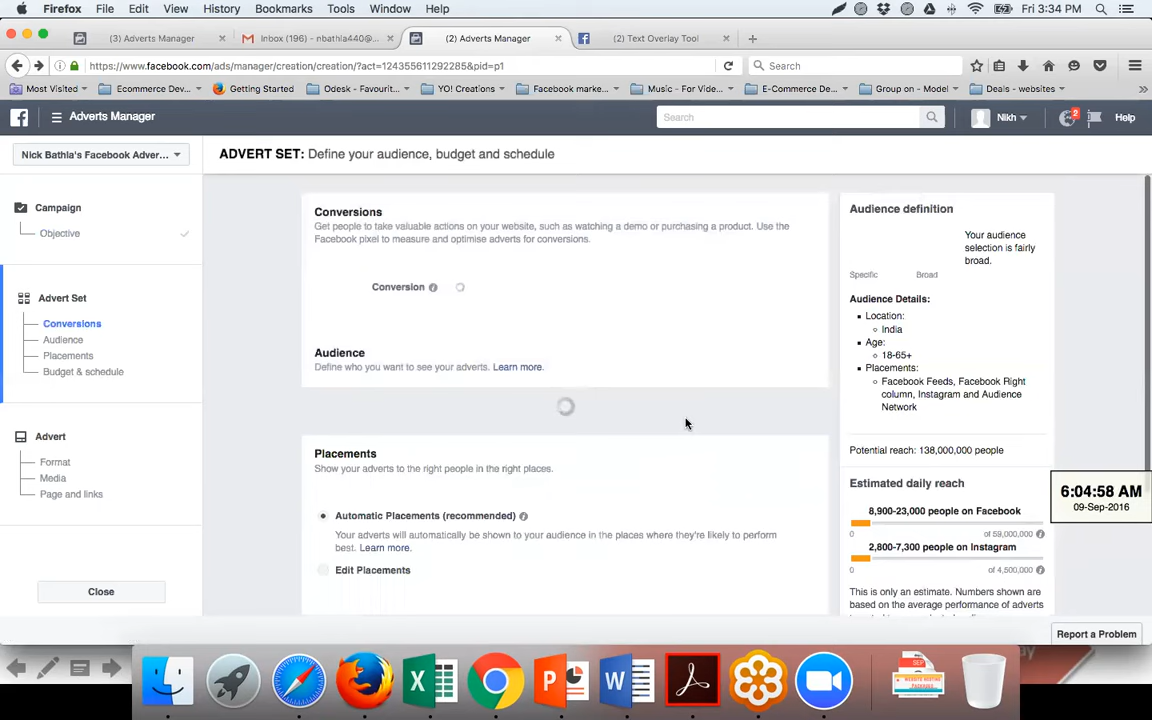 Firefox File Edit View History Bookmarks Tools Window Help Fri 3:34 PM
(3) Adverts Manager × Inbox (196) - nbathla440@... × (2) Adverts Manager × (2) Text Overlay Tool × +
https://www.facebook.com/ads/manager/creation/creation/?act=124355611292285&pid=p1 Search
Most Visited Ecommerce Dev... Getting Started Odesk - Favourit... YO! Creations Facebook marke... Music - For Vide... E-Commerce De... Group on - Model Deals - websites
Adverts Manager Search Nikh 2 Help
Nick Bathla's Facebook Adver...
ADVERT SET: Define your audience, budget and schedule
Campaign
Objective
Advert Set
Conversions
Audience
Placements
Budget & schedule
Advert
Format
Media
Page and links
Close
Conversions
Get people to take valuable actions on your website, such as watching a demo or purchasing a product. Use the
Facebook pixel to measure and optimise adverts for conversions.
Conversion
Audience
Define who you want to see your adverts. Learn more.
Placements
Show your adverts to the right people in the right places.
Automatic Placements (recommended)
Your adverts will automatically be shown to your audience in the places where they're likely to perform
best. Learn more.
Edit Placements
Audience definition
Your audience
selection is fairly
broad.
Specific Broad
Audience Details:
Location:
India
Age:
18-65+
Placements:
Facebook Feeds, Facebook Right
column, Instagram and Audience
Network
Potential reach: 138,000,000 people
Estimated daily reach
8,900-23,000 people on Facebook
0 of 59,000,000
2,800-7,300 people on Instagram
0 of 4,500,000
This is only an estimate. Numbers shown are
based on the average performance of adverts
6:04:58 AM
09-Sep-2016
Report a Problem
SEP